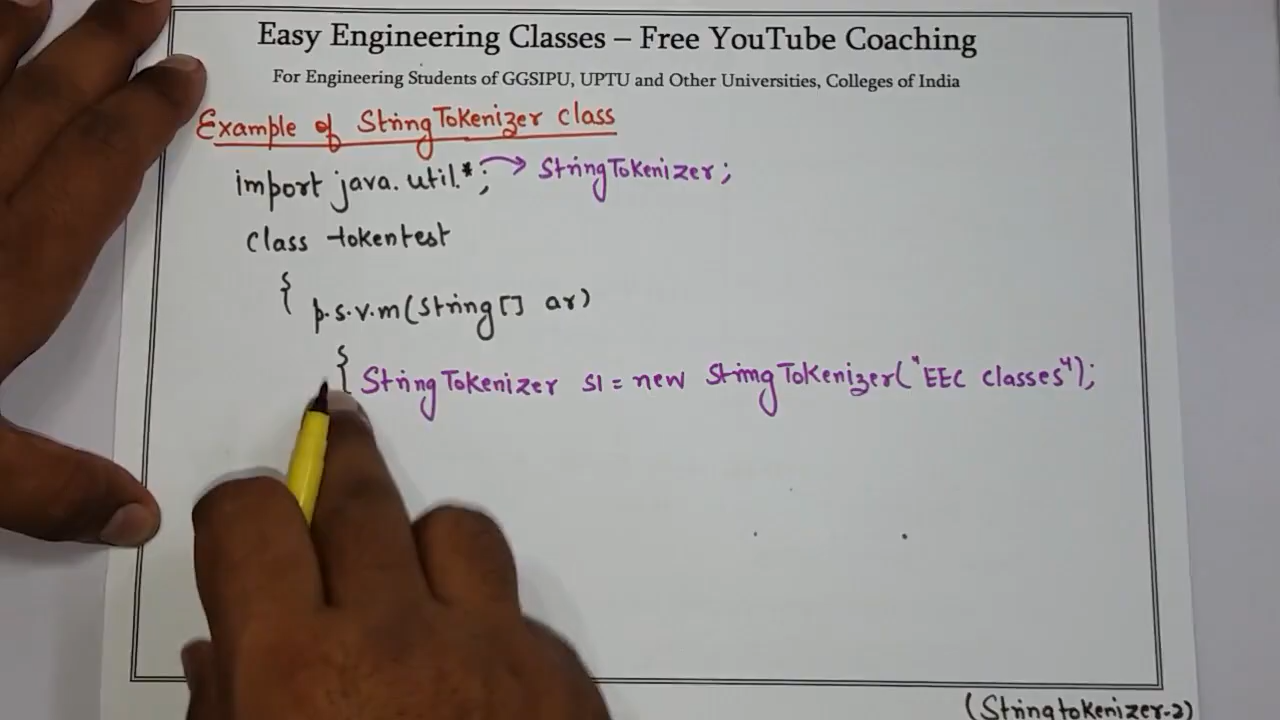 Easy Engineering Classes – Free YouTube Coaching
For Engineering Students of GGSIPU, UPTU and Other Universities, Colleges of India
Example of StringTokenizer class
import java.util.*; → StringTokenizer;
class tokentest
{ p.s.v.m(String[] ar)
{ StringTokenizer s1 = new StringTokenizer("EEC classes");
(Stringtokenizer-2)